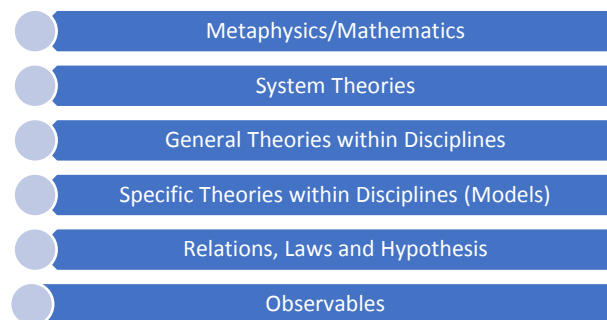 Metaphysics/Mathematics
System Theories
General Theories within Disciplines
Specific Theories within Disciplines (Models)
Relations, Laws and Hypothesis
Observables